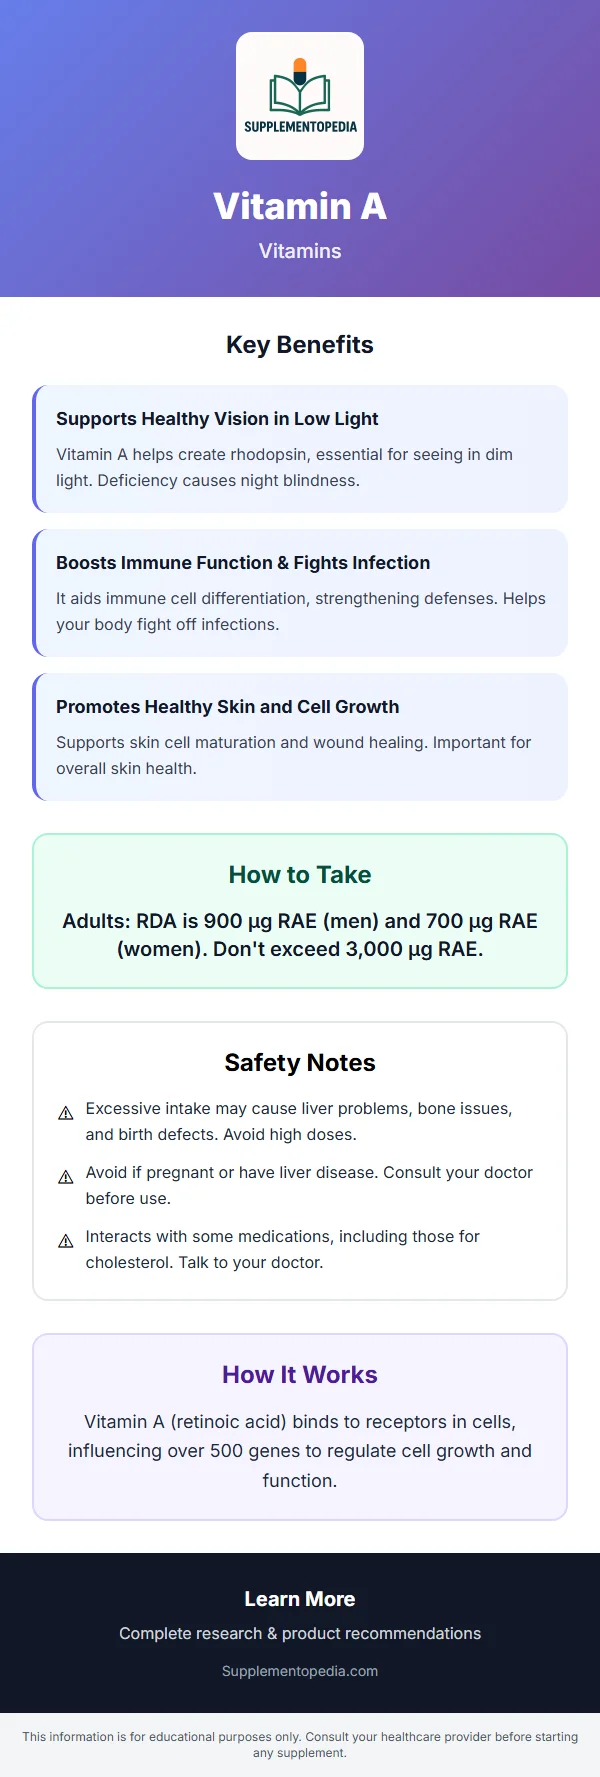 SUPPLEMENTOPEDIA
Vitamin A
Vitamins
Key Benefits
Supports Healthy Vision in Low Light
Vitamin A helps create rhodopsin, essential for seeing in dim
light. Deficiency causes night blindness.
Boosts Immune Function & Fights Infection
It aids immune cell differentiation, strengthening defenses. Helps
your body fight off infections.
Promotes Healthy Skin and Cell Growth
Supports skin cell maturation and wound healing. Important for
overall skin health.
How to Take
Adults: RDA is 900 µg RAE (men) and 700 µg RAE
(women). Don't exceed 3,000 µg RAE.
Safety Notes
⚠ Excessive intake may cause liver problems, bone issues,
and birth defects. Avoid high doses.
⚠ Avoid if pregnant or have liver disease. Consult your doctor
before use.
⚠ Interacts with some medications, including those for
cholesterol. Talk to your doctor.
How It Works
Vitamin A (retinoic acid) binds to receptors in cells,
influencing over 500 genes to regulate cell growth and
function.
Learn More
Complete research & product recommendations
Supplementopedia.com
This information is for educational purposes only. Consult your healthcare provider before starting
any supplement.